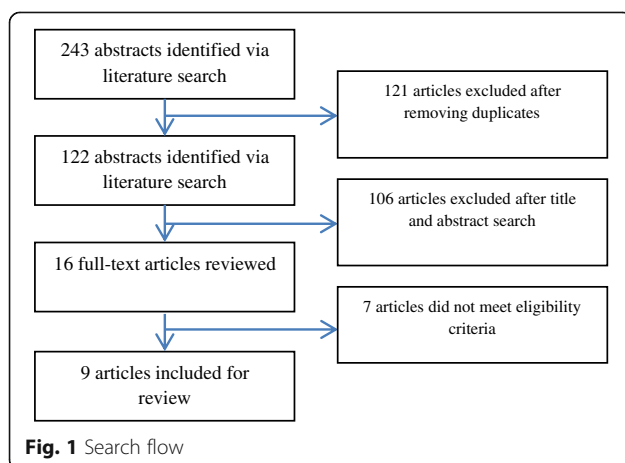 243 abstracts identified via
literature search
121 articles excluded after
removing duplicates
122 abstracts identified via
literature search
106 articles excluded after title
and abstract search
16 full-text articles reviewed
7 articles did not meet eligibility
criteria
9 articles included for
review
Fig. 1 Search flow